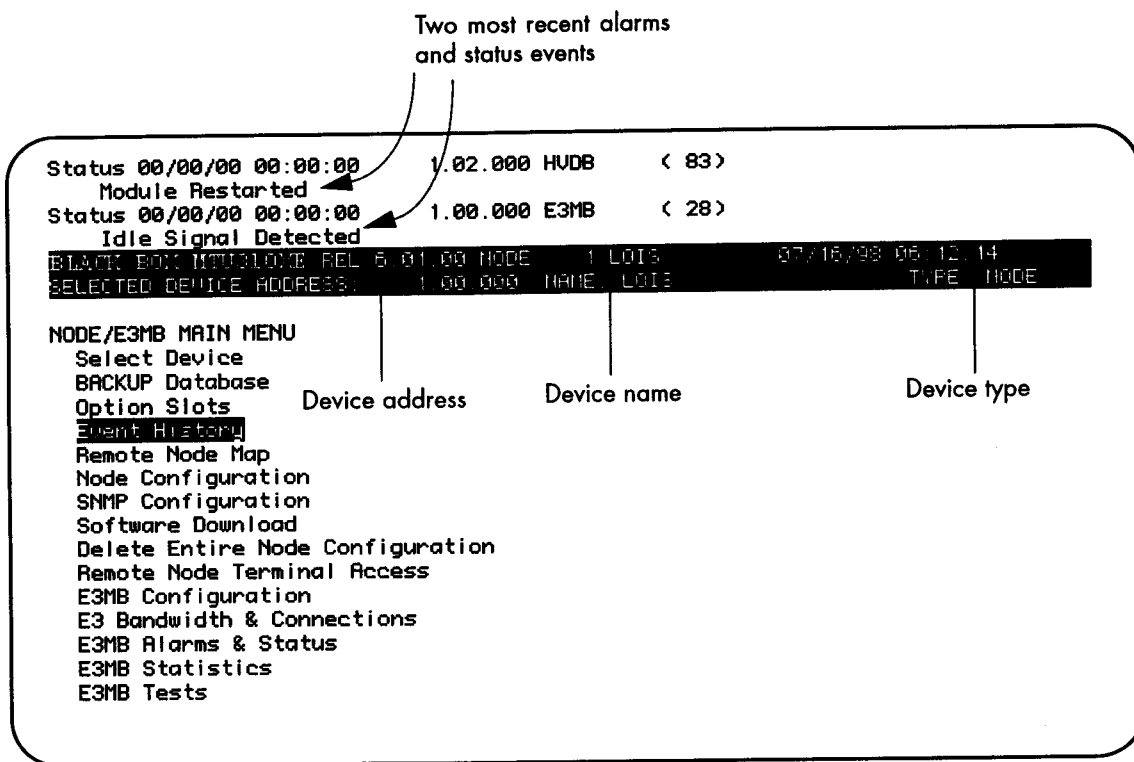 Two most recent alarms
and status events
Status 00/00/00 00:00:00 1.02.000 HVDB ( 83)
Module Restarted
Status 00/00/00 00:00:00 1.00.000 E3MB ( 28)
Idle Signal Detected
BLACK BOX REL 6.01.00 NODE 1 LOIS 07/16/98 06:12:14
SELECTED DEVICE ADDRESS: 1.00.000 NAME: LOIS TYPE: NODE
NODE/E3MB MAIN MENU
Select Device
BACKUP Database
Option Slots
Device address
Device name
Device type
Event History
Remote Node Map
Node Configuration
SNMP Configuration
Software Download
Delete Entire Node Configuration
Remote Node Terminal Access
E3MB Configuration
E3 Bandwidth & Connections
E3MB Alarms & Status
E3MB Statistics
E3MB Tests